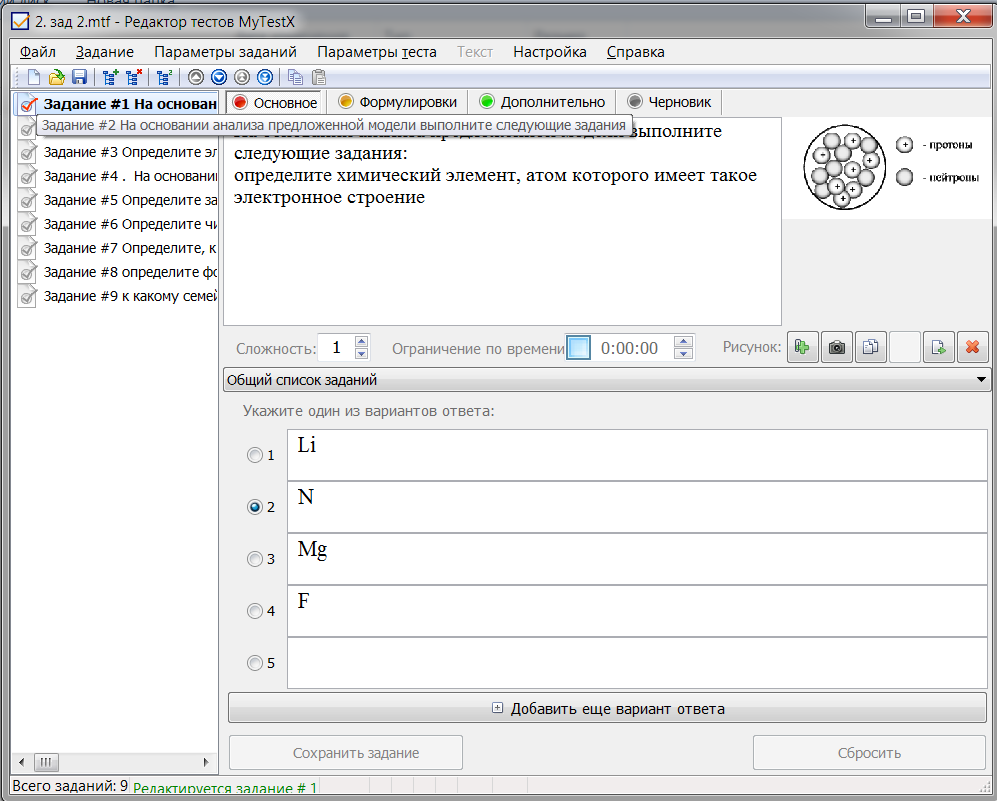 2. зад 2.mtf - Редактор тестов MyTestX
Файл Задание Параметры заданий Параметры теста Текст Настройка Справка
Задание #1 На основан
Основное Формулировки Дополнительно Черновик
Задание #2 На основании анализа предложенной модели выполните следующие задания
выполните
следующие задания:
определите химический элемент, атом которого имеет такое
электронное строение
- протоны
- нейтроны
Задание #3 Определите эл
Задание #4 . На основани
Задание #5 Определите за
Задание #6 Определите чи
Задание #7 Определите, к
Задание #8 определите фо
Задание #9 к какому семей
Сложность: 1 Ограничение по времени 0:00:00 Рисунок:
Общий список заданий
Укажите один из вариантов ответа:
1 Li
2 N
3 Mg
4 F
5
Добавить еще вариант ответа
Сохранить задание Сбросить
Всего заданий: 9 Редактируется задание # 1